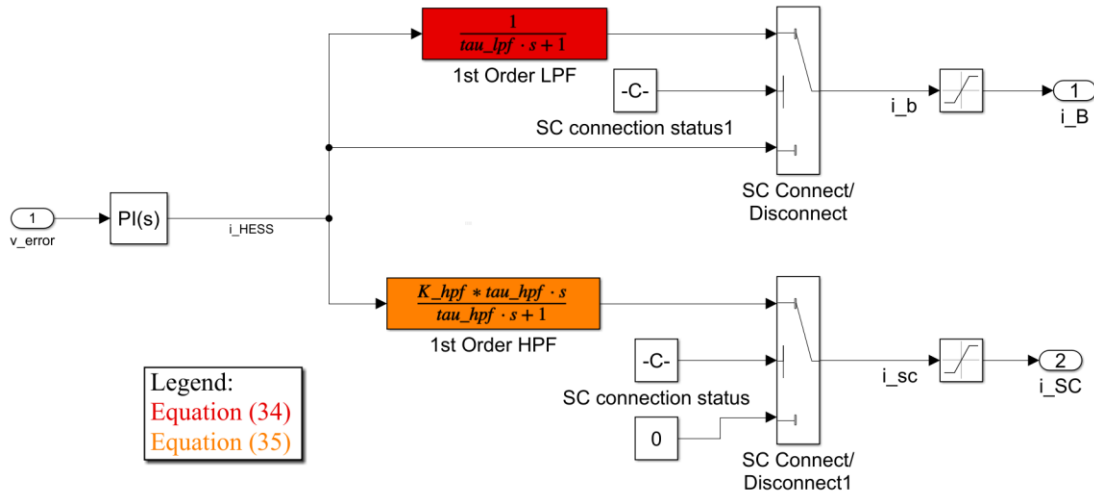 1
tau_lpf · s + 1
1st Order LPF
-C-
SC connection status1
i_b
1
i_B
SC Connect/
Disconnect
1
v_error
PI(s)
i_HESS
K_hpf * tau_hpf · s
tau_hpf · s + 1
1st Order HPF
-C-
SC connection status
0
i_sc
2
i_SC
SC Connect/
Disconnect1
Legend:
Equation (34)
Equation (35)